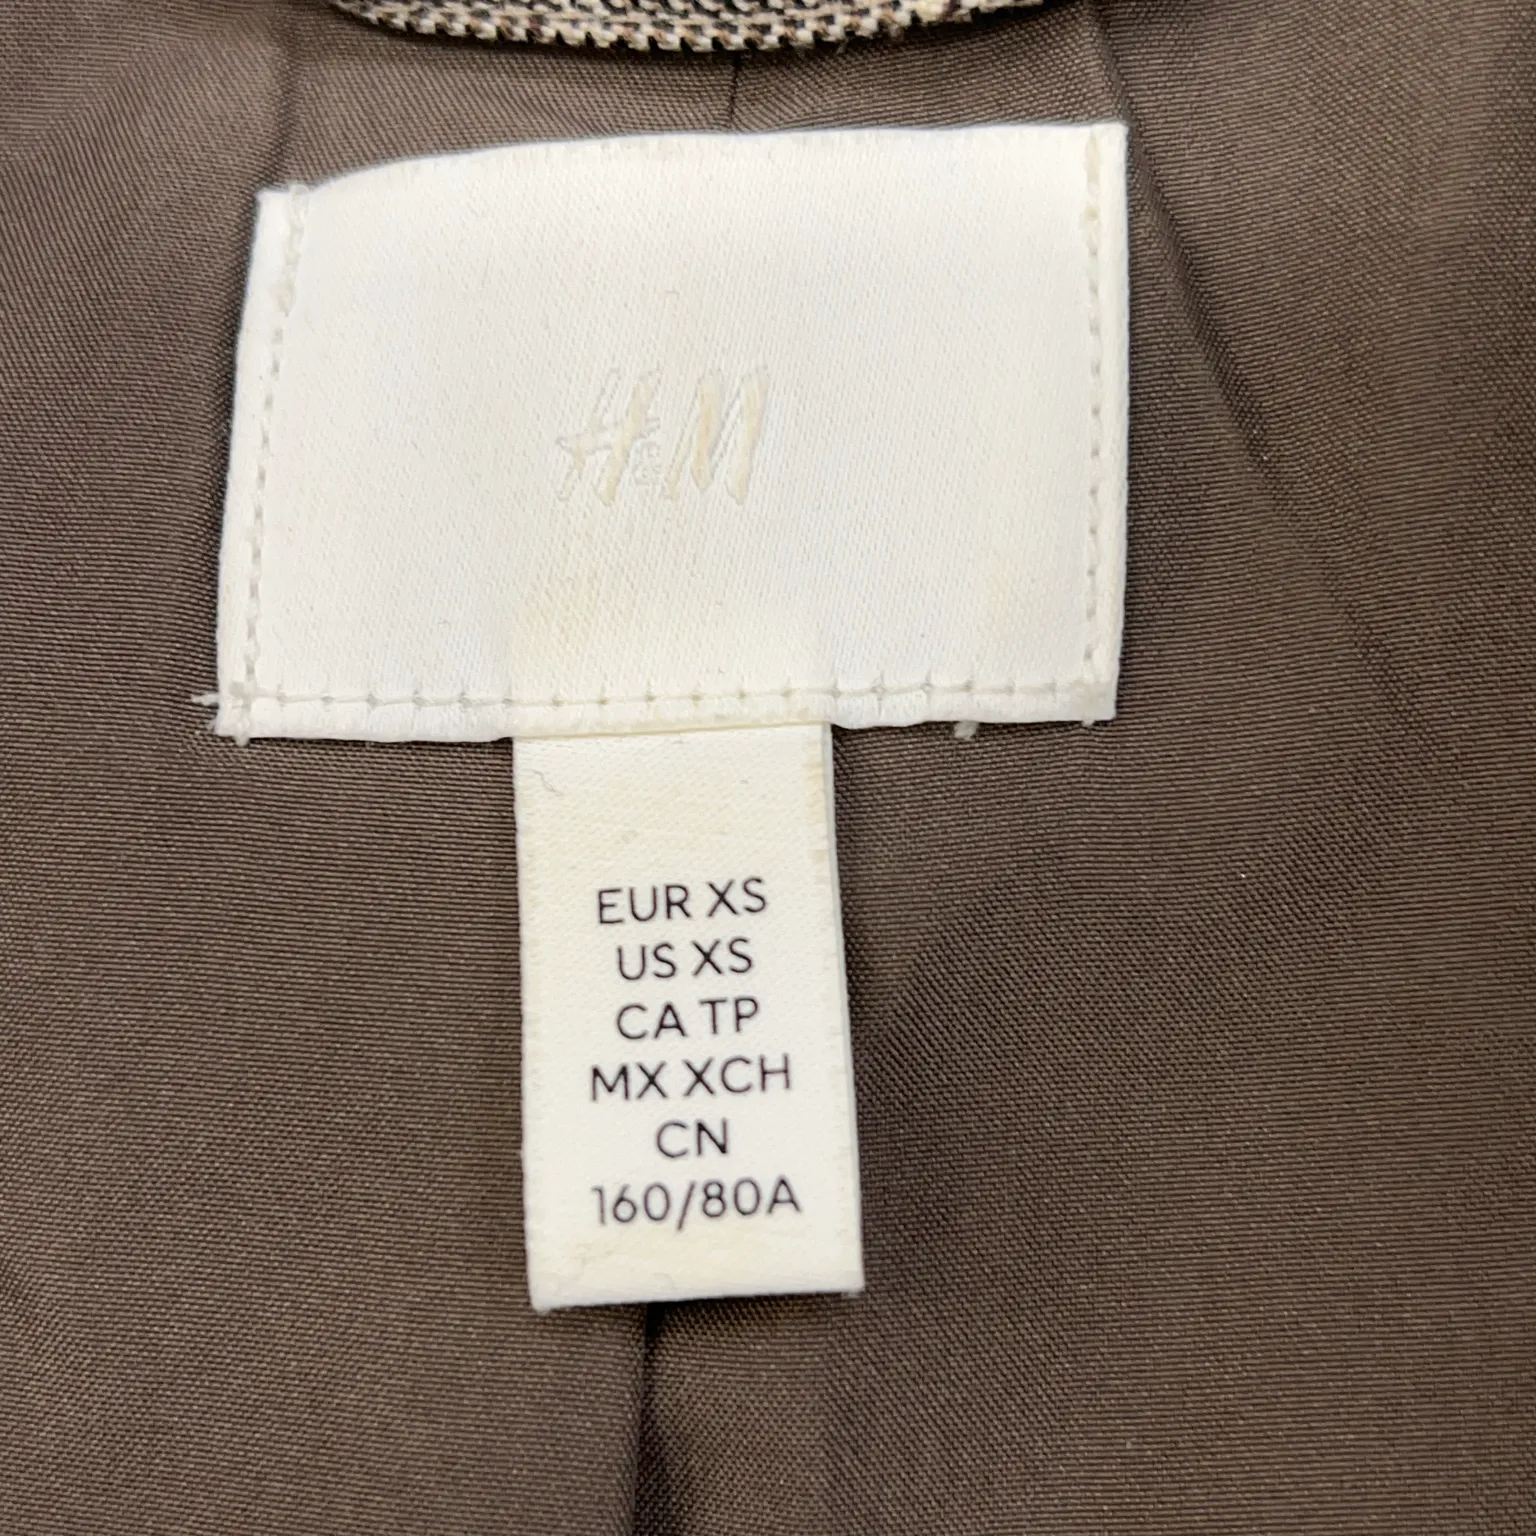 H&M
EUR XS
US XS
CA TP
MX XCH
CN
160/80A